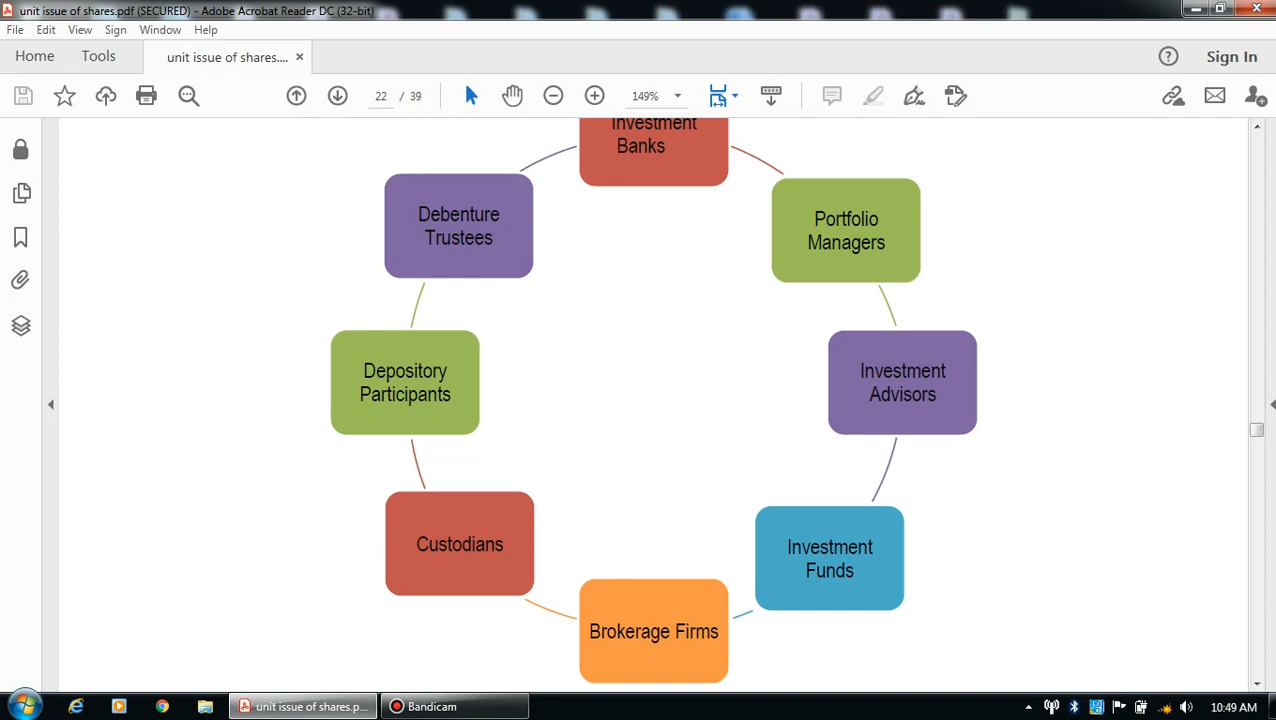 unit issue of shares.pdf (SECURED) - Adobe Acrobat Reader DC (32-bit)
File Edit View Sign Window Help
Home Tools unit issue of shares.... × Sign In
22 / 39 149%
Investment
Banks
Debenture
Trustees
Portfolio
Managers
Depository
Participants
Investment
Advisors
Custodians
Investment
Funds
Brokerage Firms
unit issue of shares.p... Bandicam 10:49 AM